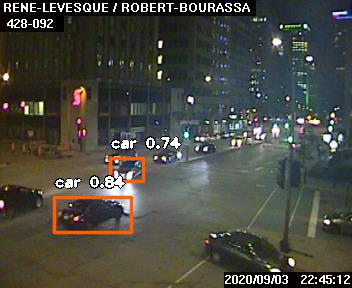 RENE-LEVESQUE / ROBERT-BOURASSA
428-092
car 0.74
car 0.84
2020/09/03 22:45:12